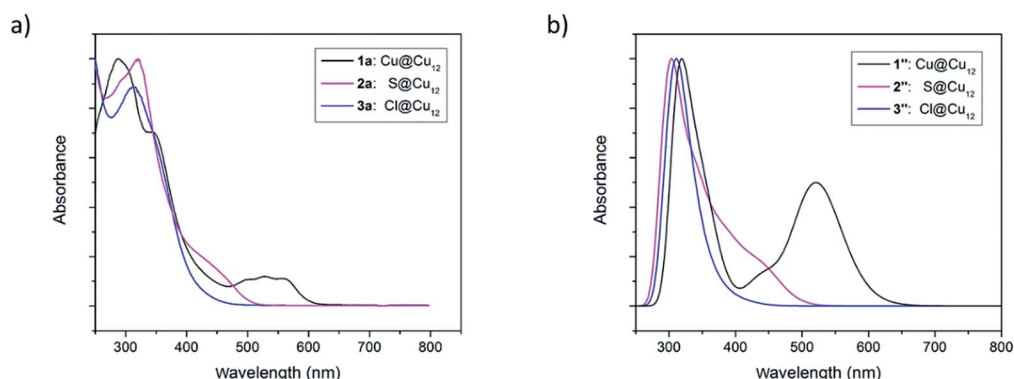 a)
1a: Cu@Cu12
2a: S@Cu12
3a: Cl@Cu12
Absorbance
300 400 500 600 700 800
Wavelength (nm)
b)
1": Cu@Cu12
2": S@Cu12
3": Cl@Cu12
Absorbance
300 400 500 600 700 800
Wavelength (nm)